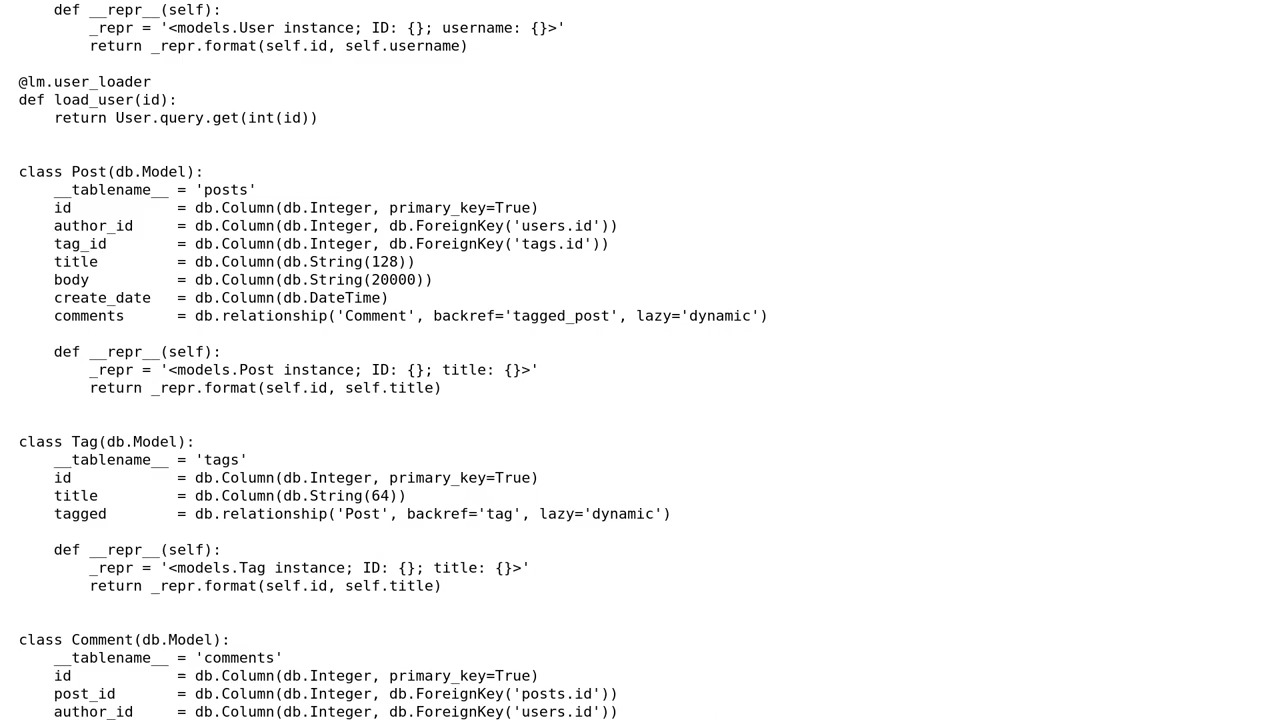 def __repr__(self):
        _repr = '<models.User instance; ID: {}; username: {}>'
        return _repr.format(self.id, self.username)

@lm.user_loader
def load_user(id):
    return User.query.get(int(id))


class Post(db.Model):
    __tablename__ = 'posts'
    id            = db.Column(db.Integer, primary_key=True)
    author_id     = db.Column(db.Integer, db.ForeignKey('users.id'))
    tag_id        = db.Column(db.Integer, db.ForeignKey('tags.id'))
    title         = db.Column(db.String(128))
    body          = db.Column(db.String(20000))
    create_date   = db.Column(db.DateTime)
    comments      = db.relationship('Comment', backref='tagged_post', lazy='dynamic')

    def __repr__(self):
        _repr = '<models.Post instance; ID: {}; title: {}>'
        return _repr.format(self.id, self.title)


class Tag(db.Model):
    __tablename__ = 'tags'
    id            = db.Column(db.Integer, primary_key=True)
    title         = db.Column(db.String(64))
    tagged        = db.relationship('Post', backref='tag', lazy='dynamic')

    def __repr__(self):
        _repr = '<models.Tag instance; ID: {}; title: {}>'
        return _repr.format(self.id, self.title)


class Comment(db.Model):
    __tablename__ = 'comments'
    id            = db.Column(db.Integer, primary_key=True)
    post_id       = db.Column(db.Integer, db.ForeignKey('posts.id'))
    author_id     = db.Column(db.Integer, db.ForeignKey('users.id'))